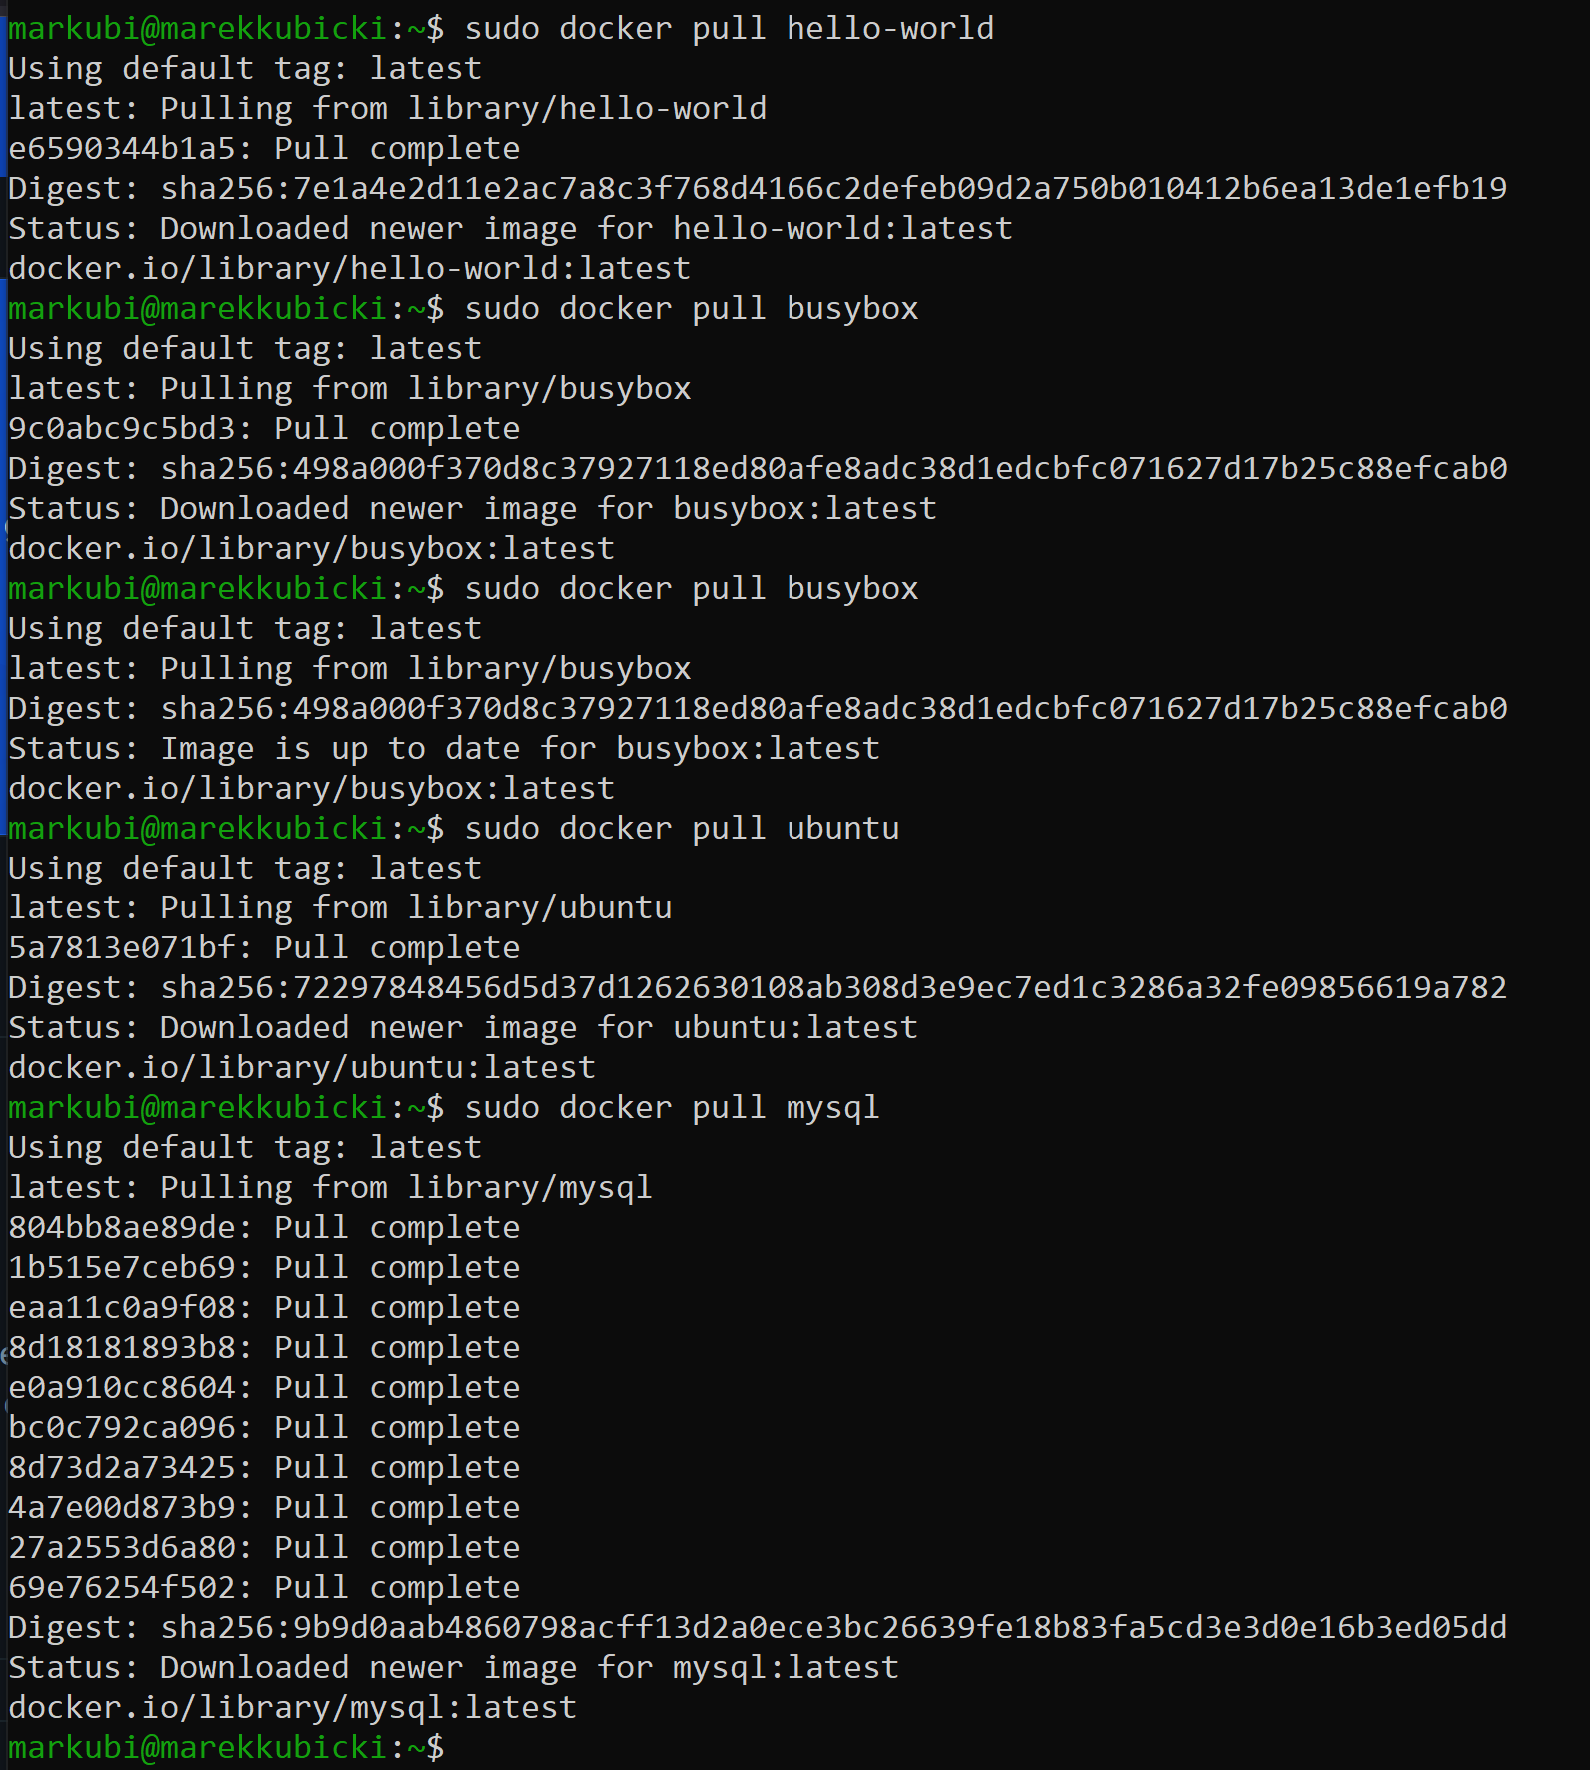 markubi@marekkubicki:~$ sudo docker pull hello-world
Using default tag: latest
latest: Pulling from library/hello-world
e6590344b1a5: Pull complete
Digest: sha256:7e1a4e2d11e2ac7a8c3f768d4166c2defeb09d2a750b010412b6ea13de1efb19
Status: Downloaded newer image for hello-world:latest
docker.io/library/hello-world:latest
markubi@marekkubicki:~$ sudo docker pull busybox
Using default tag: latest
latest: Pulling from library/busybox
9c0abc9c5bd3: Pull complete
Digest: sha256:498a000f370d8c37927118ed80afe8adc38d1edcbfc071627d17b25c88efcab0
Status: Downloaded newer image for busybox:latest
docker.io/library/busybox:latest
markubi@marekkubicki:~$ sudo docker pull busybox
Using default tag: latest
latest: Pulling from library/busybox
Digest: sha256:498a000f370d8c37927118ed80afe8adc38d1edcbfc071627d17b25c88efcab0
Status: Image is up to date for busybox:latest
docker.io/library/busybox:latest
markubi@marekkubicki:~$ sudo docker pull ubuntu
Using default tag: latest
latest: Pulling from library/ubuntu
5a7813e071bf: Pull complete
Digest: sha256:72297848456d5d37d1262630108ab308d3e9ec7ed1c3286a32fe09856619a782
Status: Downloaded newer image for ubuntu:latest
docker.io/library/ubuntu:latest
markubi@marekkubicki:~$ sudo docker pull mysql
Using default tag: latest
latest: Pulling from library/mysql
804bb8ae89de: Pull complete
1b515e7ceb69: Pull complete
eaa11c0a9f08: Pull complete
8d18181893b8: Pull complete
e0a910cc8604: Pull complete
bc0c792ca096: Pull complete
8d73d2a73425: Pull complete
4a7e00d873b9: Pull complete
27a2553d6a80: Pull complete
69e76254f502: Pull complete
Digest: sha256:9b9d0aab4860798acff13d2a0ece3bc26639fe18b83fa5cd3e3d0e16b3ed05dd
Status: Downloaded newer image for mysql:latest
docker.io/library/mysql:latest
markubi@marekkubicki:~$